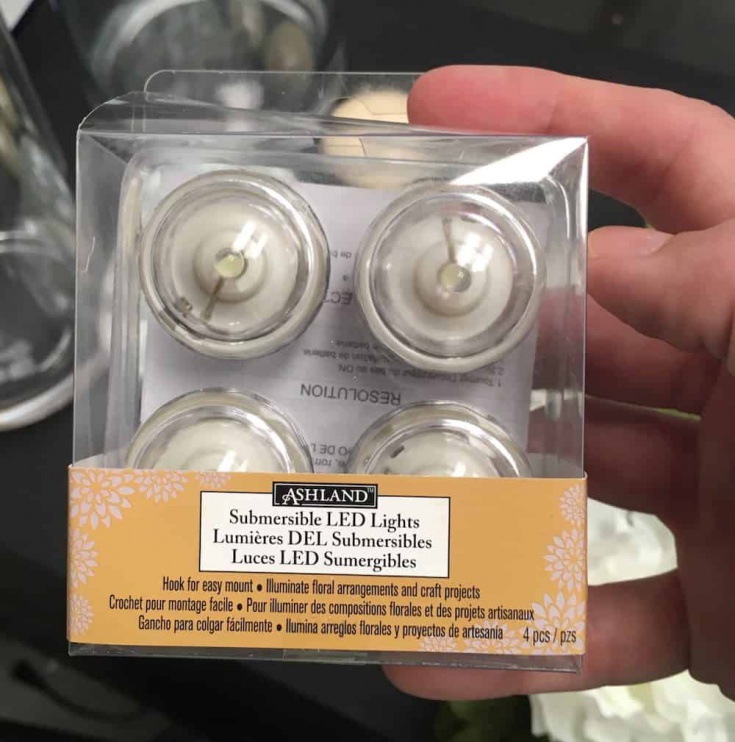 ASHLAND™
Submersible LED Lights
Lumières DEL Submersibles
Luces LED Sumergibles
Hook for easy mount • Illuminate floral arrangements and craft projects
Crochet pour montage facile • Pour illuminer des compositions florales et des projets artisanaux
Gancho para colgar fácilmente • Ilumina arreglos florales y proyectos de artesanía
4 pcs / pzs
RESOLUTION